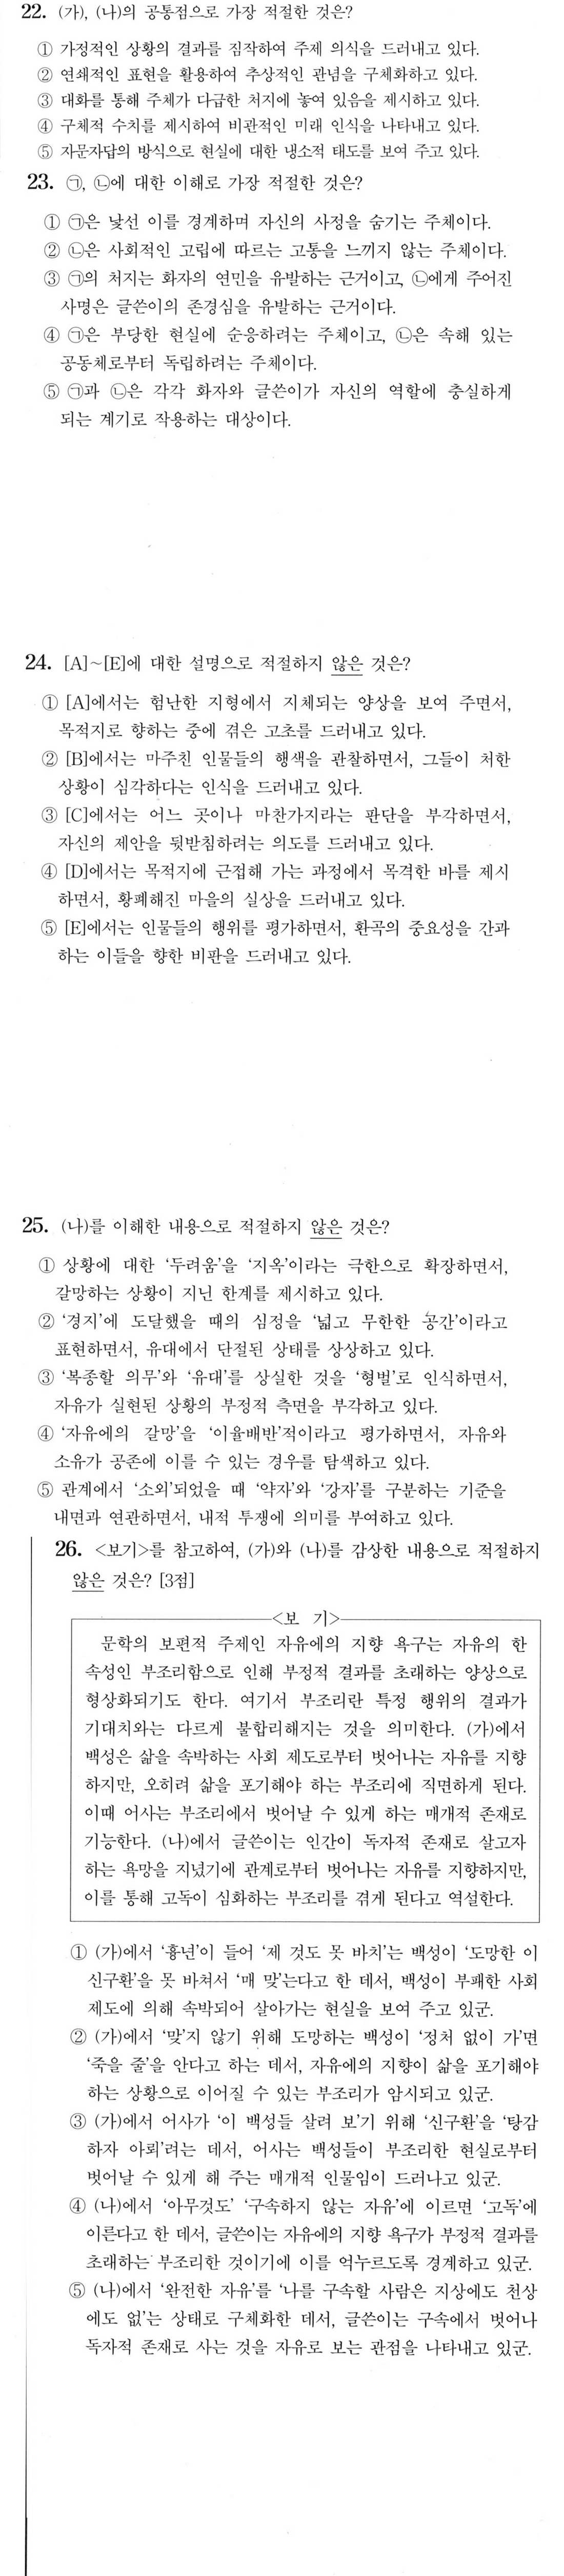 22. (가), (나)의 공통점으로 가장 적절한 것은?
① 가정적인 상황의 결과를 짐작하여 주제 의식을 드러내고 있다.
② 연쇄적인 표현을 활용하여 추상적인 관념을 구체화하고 있다.
③ 대화를 통해 주체가 다급한 처지에 놓여 있음을 제시하고 있다.
④ 구체적 수치를 제시하여 비관적인 미래 인식을 나타내고 있다.
⑤ 자문자답의 방식으로 현실에 대한 냉소적 태도를 보여 주고 있다.
23. ㉠, ㉡에 대한 이해로 가장 적절한 것은?
① ㉠은 낯선 이를 경계하며 자신의 사정을 숨기는 주체이다.
② ㉡은 사회적인 고립에 따르는 고통을 느끼지 않는 주체이다.
③ ㉠의 처지는 화자의 연민을 유발하는 근거이고, ㉡에게 주어진
사명은 글쓴이의 존경심을 유발하는 근거이다.
④ ㉠은 부당한 현실에 순응하려는 주체이고, ㉡은 속해 있는
공동체로부터 독립하려는 주체이다.
⑤ ㉠과 ㉡은 각각 화자와 글쓴이가 자신의 역할에 충실하게
되는 계기로 작용하는 대상이다.
24. [A]~[E]에 대한 설명으로 적절하지 않은 것은?
① [A]에서는 험난한 지형에서 지체되는 양상을 보여 주면서,
목적지로 향하는 중에 겪은 고초를 드러내고 있다.
② [B]에서는 마주친 인물들의 행색을 관찰하면서, 그들이 처한
상황이 심각하다는 인식을 드러내고 있다.
③ [C]에서는 어느 곳이나 마찬가지라는 판단을 부각하면서,
자신의 제안을 뒷받침하려는 의도를 드러내고 있다.
④ [D]에서는 목적지에 근접해 가는 과정에서 목격한 바를 제시
하면서, 황폐해진 마을의 실상을 드러내고 있다.
⑤ [E]에서는 인물들의 행위를 평가하면서, 환곡의 중요성을 간과
하는 이들을 향한 비판을 드러내고 있다.
25. (나)를 이해한 내용으로 적절하지 않은 것은?
① 상황에 대한 '두려움'을 '지옥'이라는 극한으로 확장하면서,
갈망하는 상황이 지닌 한계를 제시하고 있다.
② '경지'에 도달했을 때의 심정을 '넓고 무한한 공간'이라고
표현하면서, 유대에서 단절된 상태를 상상하고 있다.
③ '복종할 의무'와 '유대'를 상실한 것을 '형벌'로 인식하면서,
자유가 실현된 상황의 부정적 측면을 부각하고 있다.
④ '자유에의 갈망'을 '이율배반'적이라고 평가하면서, 자유와
소유가 공존에 이를 수 있는 경우를 탐색하고 있다.
⑤ 관계에서 '소외'되었을 때 '약자'와 '강자'를 구분하는 기준을
내면과 연관하면서, 내적 투쟁에 의미를 부여하고 있다.
26. <보기>를 참고하여, (가)와 (나)를 감상한 내용으로 적절하지
않은 것은? [3점]
<보 기>
문학의 보편적 주제인 자유에의 지향 욕구는 자유의 한
속성인 부조리함으로 인해 부정적 결과를 초래하는 양상으로
형상화되기도 한다. 여기서 부조리란 특정 행위의 결과가
기대치와는 다르게 불합리해지는 것을 의미한다. (가)에서
백성은 삶을 속박하는 사회 제도로부터 벗어나는 자유를 지향
하지만, 오히려 삶을 포기해야 하는 부조리에 직면하게 된다.
이때 어사는 부조리에서 벗어날 수 있게 하는 매개적 존재로
기능한다. (나)에서 글쓴이는 인간이 독자적 존재로 살고자
하는 욕망을 지녔기에 관계로부터 벗어나는 자유를 지향하지만,
이를 통해 고독이 심화하는 부조리를 겪게 된다고 역설한다.
① (가)에서 '흉년'이 들어 '제 것도 못 바치'는 백성이 '도망한 이
신구환'을 못 바쳐서 '매 맞'는다고 한 데서, 백성이 부패한 사회
제도에 의해 속박되어 살아가는 현실을 보여 주고 있군.
② (가)에서 '맞'지 않기 위해 도망하는 백성이 '정처 없이 가'면
'죽을 줄'을 안다고 하는 데서, 자유에의 지향이 삶을 포기해야
하는 상황으로 이어질 수 있는 부조리가 암시되고 있군.
③ (가)에서 어사가 '이 백성들 살려 보'기 위해 '신구환'을 '탕감
하자 아뢰'려는 데서, 어사는 백성들이 부조리한 현실로부터
벗어날 수 있게 해 주는 매개적 인물임이 드러나고 있군.
④ (나)에서 '아무것도' '구속하지 않는 자유'에 이르면 '고독'에
이른다고 한 데서, 글쓴이는 자유에의 지향 욕구가 부정적 결과를
초래하는 부조리한 것이기에 이를 억누르도록 경계하고 있군.
⑤ (나)에서 '완전한 자유'를 '나를 구속할 사람은 지상에도 천상
에도 없'는 상태로 구체화한 데서, 글쓴이는 구속에서 벗어나
독자적 존재로 사는 것을 자유로 보는 관점을 나타내고 있군.